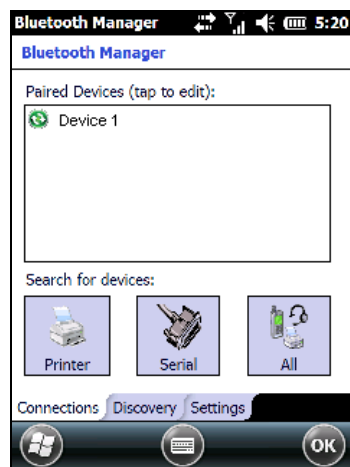 Bluetooth Manager 5:20
Bluetooth Manager
Paired Devices (tap to edit):
Device 1
Search for devices:
Printer Serial All
Connections Discovery Settings
OK